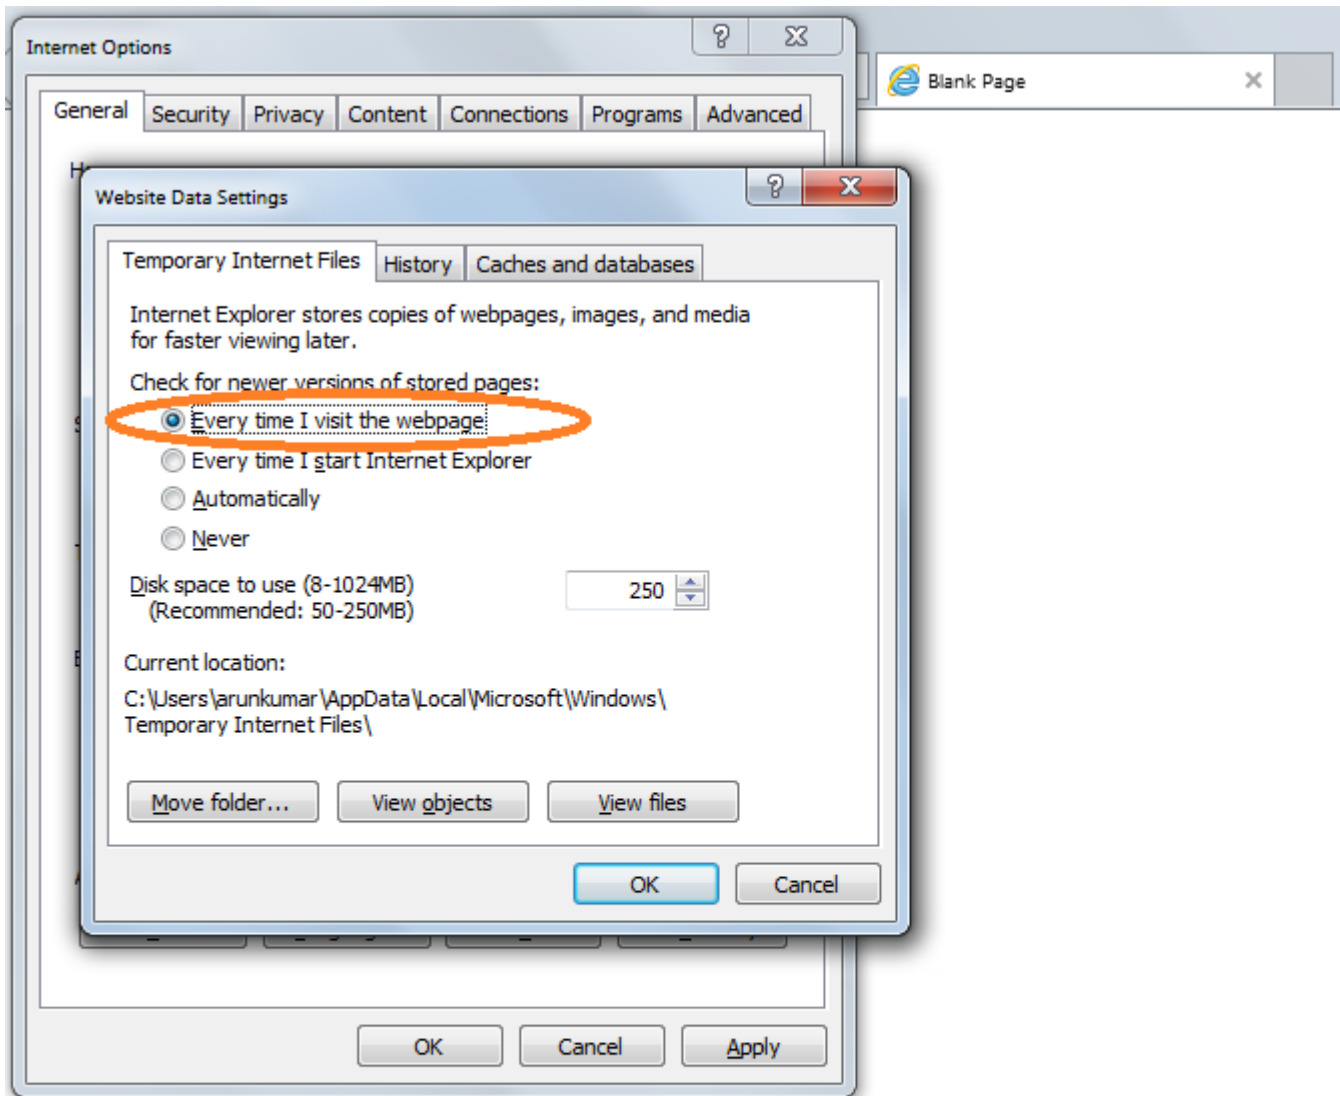 Internet Options
Blank Page
General Security Privacy Content Connections Programs Advanced
Website Data Settings
Temporary Internet Files History Caches and databases
Internet Explorer stores copies of webpages, images, and media
for faster viewing later.
Check for newer versions of stored pages:
Every time I visit the webpage
Every time I start Internet Explorer
Automatically
Never
Disk space to use (8-1024MB) 250
(Recommended: 50-250MB)
Current location:
C:\Users\arunkumar\AppData\Local\Microsoft\Windows\
Temporary Internet Files\
Move folder... View objects View files
OK Cancel
OK Cancel Apply